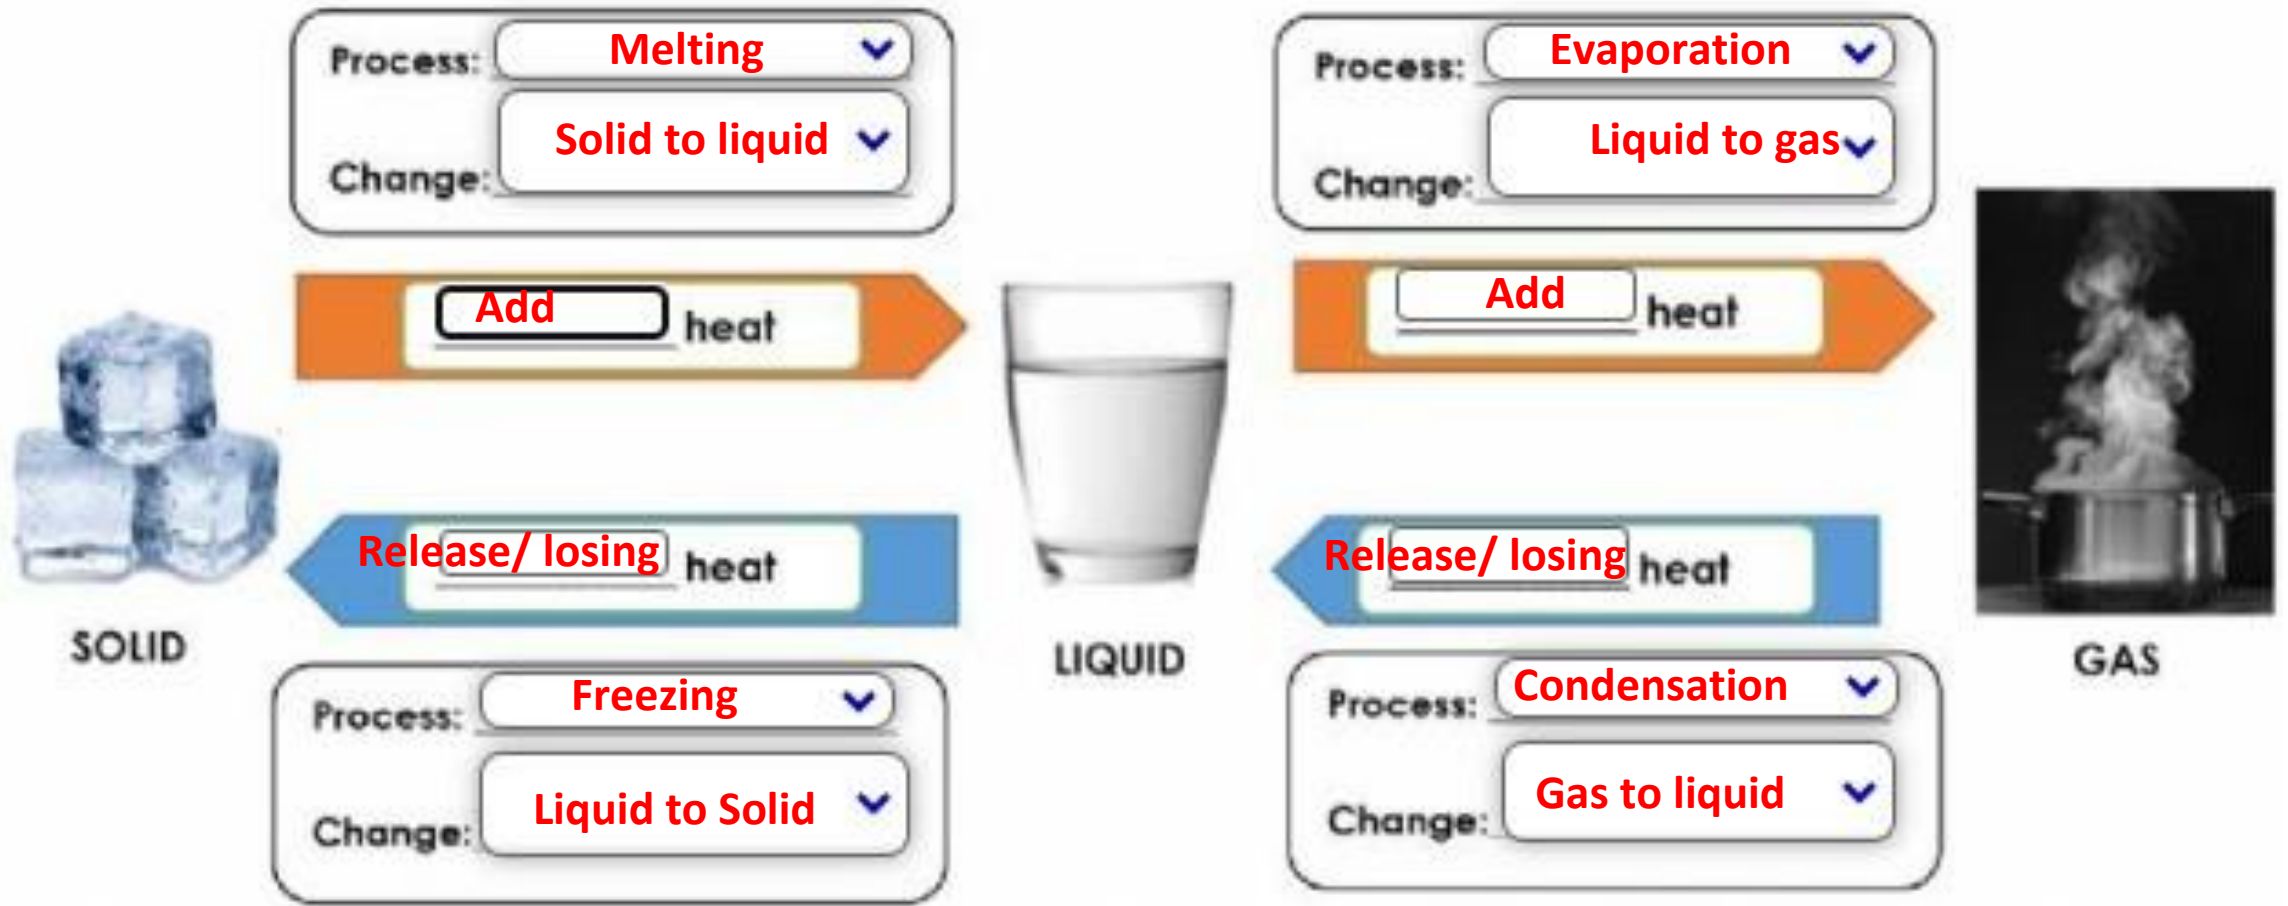 Process: Melting
Change: Solid to liquid
Process: Evaporation
Change: Liquid to gas
Add heat
Add heat
Release/ losing heat
Release/ losing heat
SOLID
LIQUID
GAS
Process: Freezing
Change: Liquid to Solid
Process: Condensation
Change: Gas to liquid